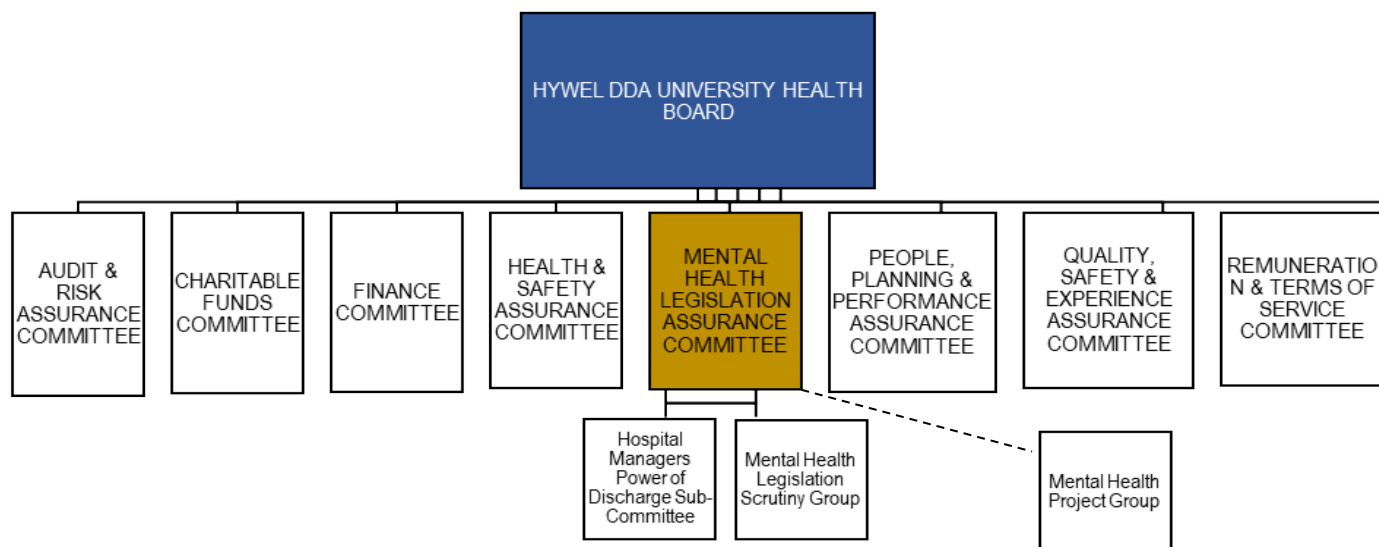 HYWEL DDA UNIVERSITY HEALTH
BOARD
AUDIT &
RISK
ASSURANCE
COMMITTEE
CHARITABLE
FUNDS
COMMITTEE
FINANCE
COMMITTEE
HEALTH &
SAFETY
ASSURANCE
COMMITTEE
MENTAL
HEALTH
LEGISLATION
ASSURANCE
COMMITTEE
PEOPLE,
PLANNING &
PERFORMANCE
ASSURANCE
COMMITTEE
QUALITY,
SAFETY &
EXPERIENCE
ASSURANCE
COMMITTEE
REMUNERATIO
N & TERMS OF
SERVICE
COMMITTEE
Hospital
Managers
Power of
Discharge Sub-
Committee
Mental Health
Legislation
Scrutiny Group
Mental Health
Project Group